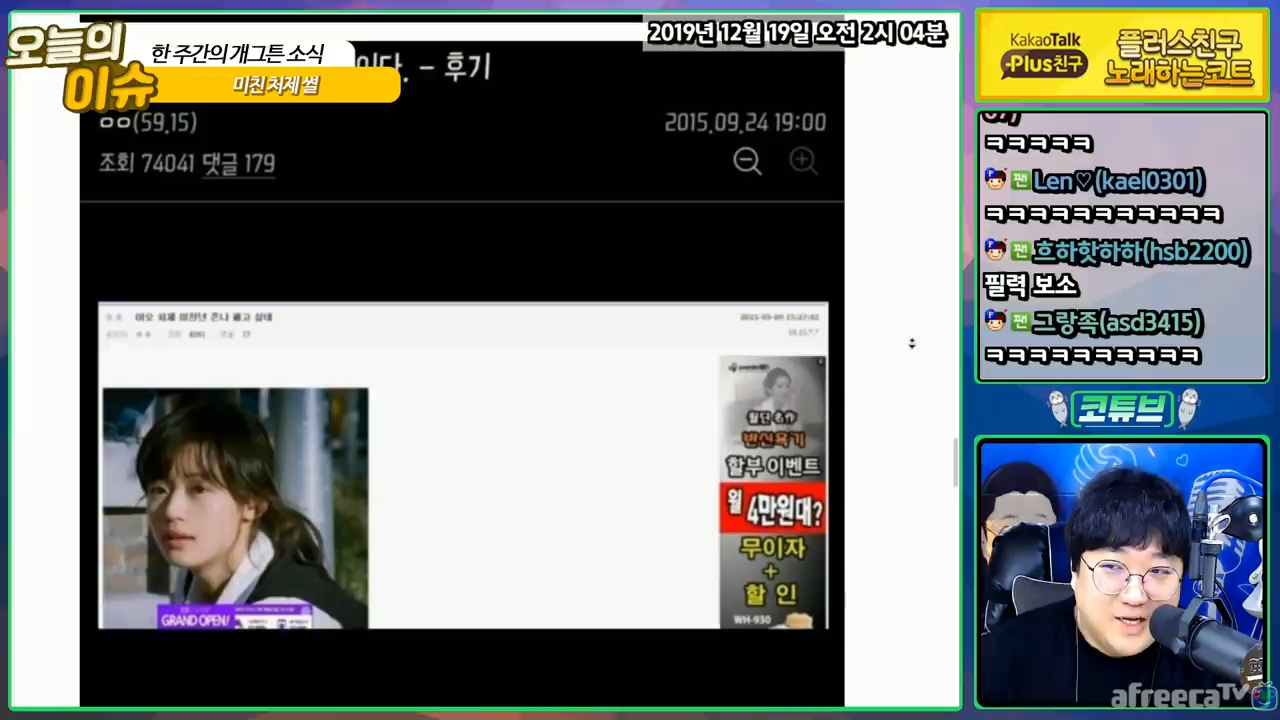 오늘의
이슈
한 주간의 개그튼 소식
미친 처제 썰
2019년 12월 19일 오전 2시 04분
이다. - 후기
ㅇㅇ(59.15)
2015.09.24 19:00
조회 74041 댓글 179
할부 이벤트
월 4만원대?
무이자
+
할 인
WH-930
GRAND OPEN!
KakaoTalk
Plus친구
플러스친구
노래하는코트
ㅋㅋㅋㅋㅋ
팬 Len♡(kael0301)
ㅋㅋㅋㅋㅋㅋㅋㅋㅋㅋㅋ
팬 흐하핫하하(hsb2200)
필력 보소
팬 그랑족(asd3415)
ㅋㅋㅋㅋㅋㅋㅋㅋㅋㅋ
코튜브
afreecaTV